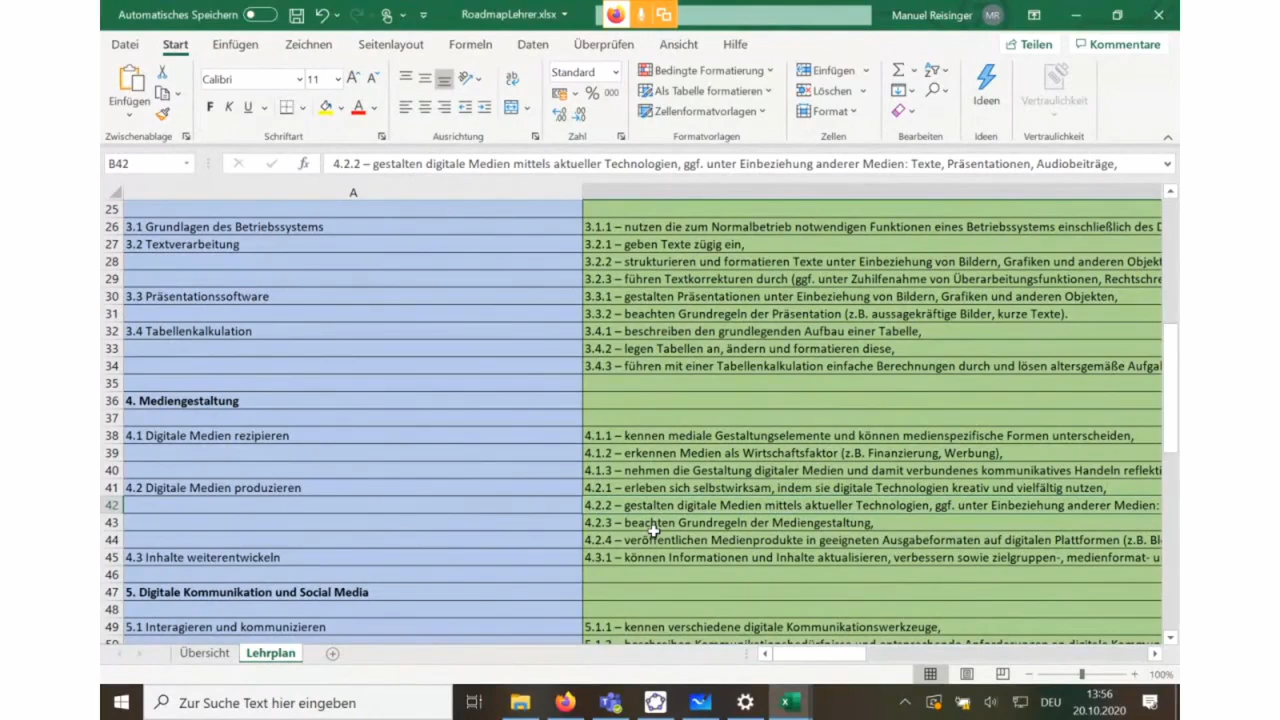 Automatisches Speichern RoadmapLehrer.xlsx Manuel Reisinger MR
Datei Start Einfügen Zeichnen Seitenlayout Formeln Daten Überprüfen Ansicht Hilfe Teilen Kommentare
Einfügen
Calibri 11 A A
F K U
Standard
% 000
Bedingte Formatierung
Als Tabelle formatieren
Zellenformatvorlagen
Einfügen
Löschen
Format
Ideen
Vertraulichkeit
Zwischenablage Schriftart Ausrichtung Zahl Formatvorlagen Zellen Bearbeiten Ideen Vertraulichkeit
B42 fx 4.2.2 – gestalten digitale Medien mittels aktueller Technologien, ggf. unter Einbeziehung anderer Medien: Texte, Präsentationen, Audiobeiträge,
A
25
26 3.1 Grundlagen des Betriebssystems 3.1.1 – nutzen die zum Normalbetrieb notwendigen Funktionen eines Betriebssystems einschließlich des D
27 3.2 Textverarbeitung 3.2.1 – geben Texte zügig ein,
28 3.2.2 – strukturieren und formatieren Texte unter Einbeziehung von Bildern, Grafiken und anderen Objekt
29 3.2.3 – führen Textkorrekturen durch (ggf. unter Zuhilfenahme von Überarbeitungsfunktionen, Rechtschre
30 3.3 Präsentationssoftware 3.3.1 – gestalten Präsentationen unter Einbeziehung von Bildern, Grafiken und anderen Objekten,
31 3.3.2 – beachten Grundregeln der Präsentation (z.B. aussagekräftige Bilder, kurze Texte).
32 3.4 Tabellenkalkulation 3.4.1 – beschreiben den grundlegenden Aufbau einer Tabelle,
33 3.4.2 – legen Tabellen an, ändern und formatieren diese,
34 3.4.3 – führen mit einer Tabellenkalkulation einfache Berechnungen durch und lösen altersgemäße Aufgal
35
36 4. Mediengestaltung
37
38 4.1 Digitale Medien rezipieren 4.1.1 – kennen mediale Gestaltungselemente und können medienspezifische Formen unterscheiden,
39 4.1.2 – erkennen Medien als Wirtschaftsfaktor (z.B. Finanzierung, Werbung),
40 4.1.3 – nehmen die Gestaltung digitaler Medien und damit verbundenes kommunikatives Handeln reflekti
41 4.2 Digitale Medien produzieren 4.2.1 – erleben sich selbstwirksam, indem sie digitale Technologien kreativ und vielfältig nutzen,
42 4.2.2 – gestalten digitale Medien mittels aktueller Technologien, ggf. unter Einbeziehung anderer Medien:
43 4.2.3 – beachten Grundregeln der Mediengestaltung,
44 4.2.4 – veröffentlichen Medienprodukte in geeigneten Ausgabeformaten auf digitalen Plattformen (z.B. Bl
45 4.3 Inhalte weiterentwickeln 4.3.1 – können Informationen und Inhalte aktualisieren, verbessern sowie zielgruppen-, medienformat- u
46
47 5. Digitale Kommunikation und Social Media
48
49 5.1 Interagieren und kommunizieren 5.1.1 – kennen verschiedene digitale Kommunikationswerkzeuge,
Übersicht Lehrplan
100%
Zur Suche Text hier eingeben DEU 13:56
20.10.2020